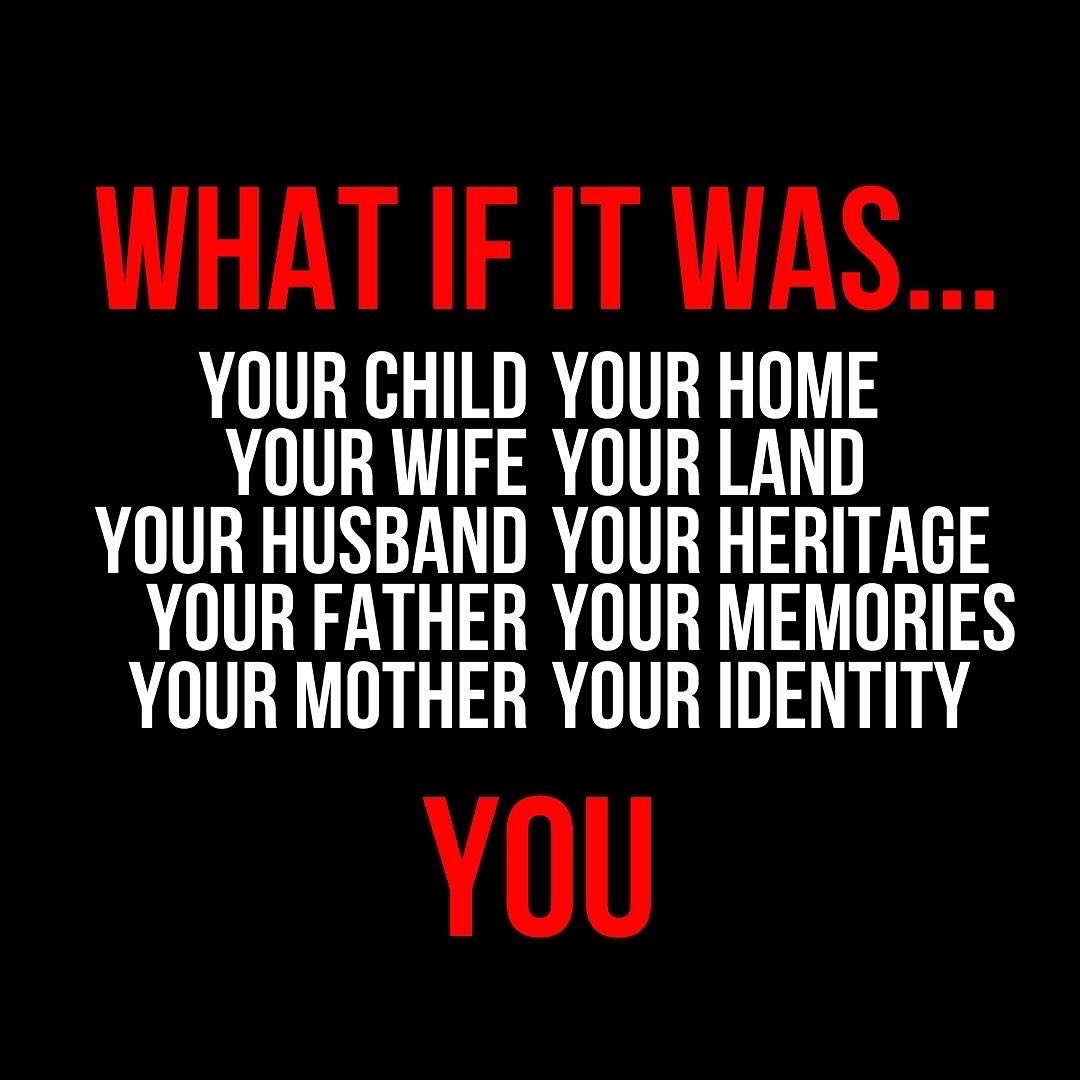 WHAT IF IT WAS...
YOUR CHILD YOUR HOME
YOUR WIFE YOUR LAND
YOUR HUSBAND YOUR HERITAGE
YOUR FATHER YOUR MEMORIES
YOUR MOTHER YOUR IDENTITY
YOU